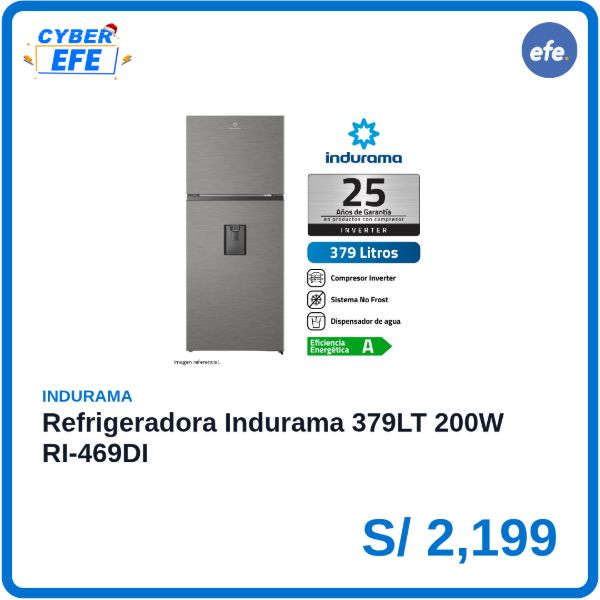 CYBER
EFE
efe.
indurama
25
Años de Garantía
en productos con compresor
INVERTER
379 Litros
Compresor Inverter
Sistema No Frost
Dispensador de agua
Eficiencia
Energética
A
Imagen referencial.
INDURAMA
Refrigeradora Indurama 379LT 200W
RI-469DI
S/ 2,199